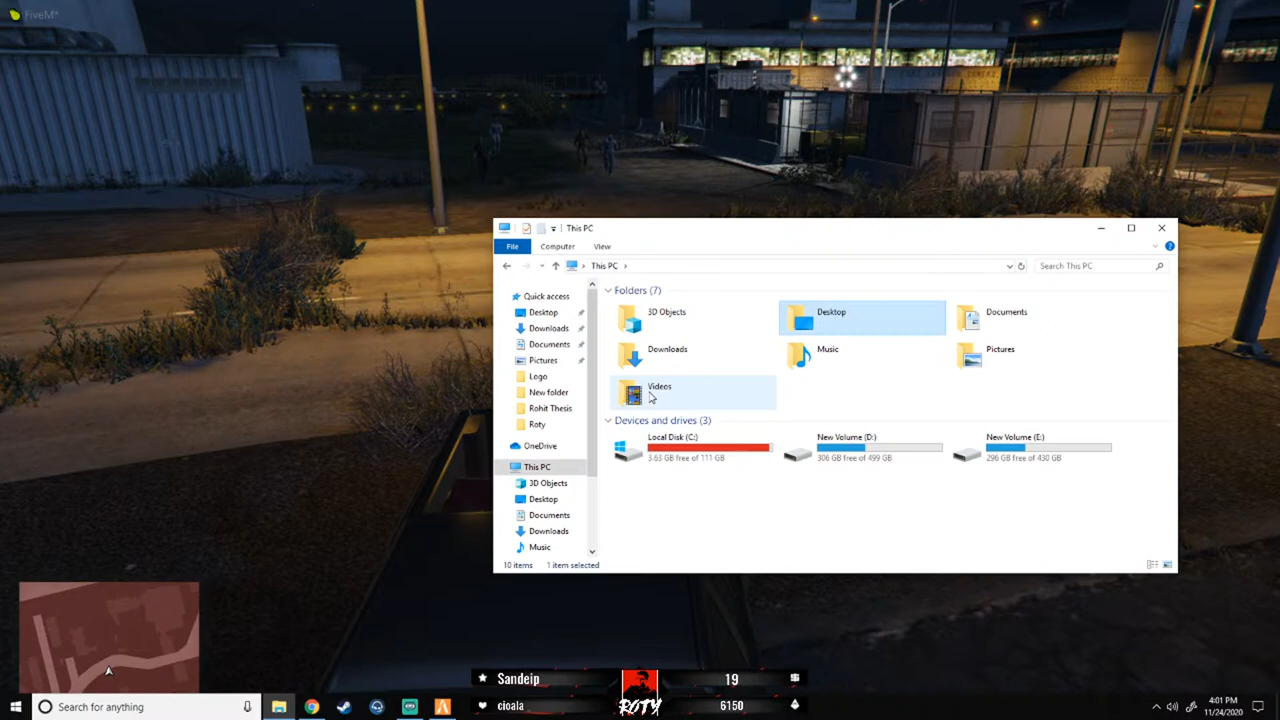 FiveM*
This PC
File Computer View
This PC
Search This PC
Quick access
Desktop
Downloads
Documents
Pictures
Logo
New folder
Rohit Thesis
Roty
OneDrive
This PC
3D Objects
Desktop
Documents
Downloads
Music
Folders (7)
3D Objects
Desktop
Documents
Downloads
Music
Pictures
Videos
Devices and drives (3)
Local Disk (C:)
3.63 GB free of 111 GB
New Volume (D:)
306 GB free of 499 GB
New Volume (E:)
296 GB free of 430 GB
10 items 1 item selected
Sandeip
19
cioala
ROTY
6150
Search for anything
4:01 PM
11/24/2020